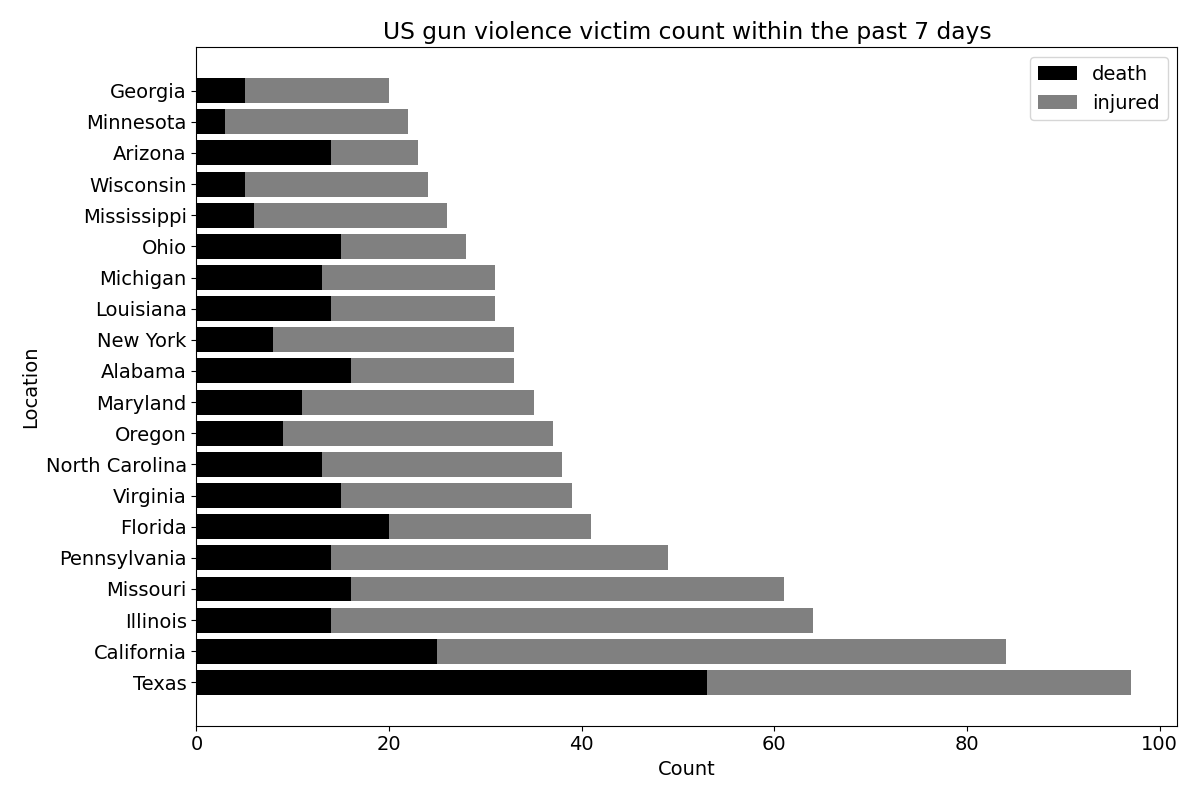 US gun violence victim count within the past 7 days
death
injured
Georgia
Minnesota
Arizona
Wisconsin
Mississippi
Ohio
Michigan
Louisiana
New York
Alabama
Maryland
Oregon
North Carolina
Virginia
Florida
Pennsylvania
Missouri
Illinois
California
Texas
Location
0 20 40 60 80 100
Count